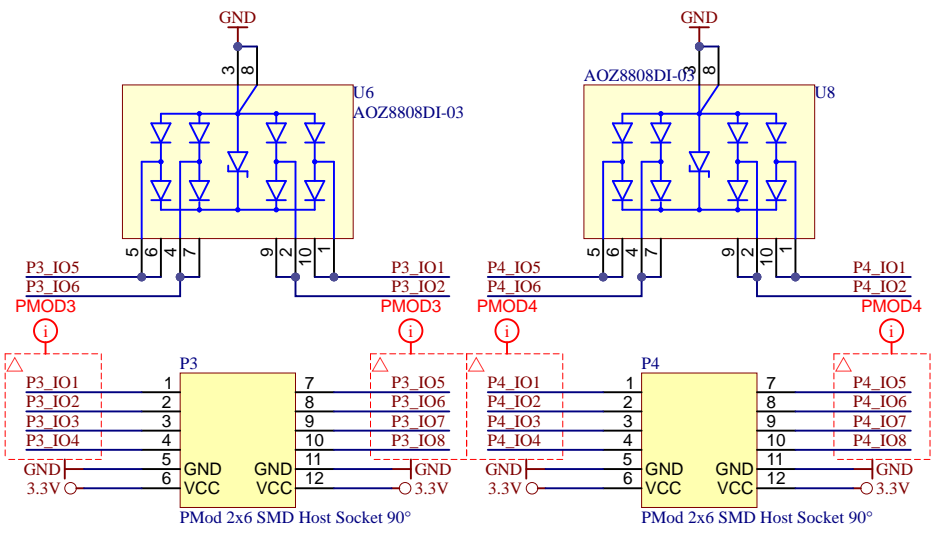 GND
GND
3
8
3
8
AOZ8808DI-03
U6
U8
AOZ8808DI-03
5
6
4
7
9
2
10
1
5
6
4
7
9
2
10
1
P3_IO5
P3_IO1
P4_IO5
P4_IO1
P3_IO6
P3_IO2
P4_IO6
P4_IO2
PMOD3
PMOD3
PMOD4
PMOD4
i
i
i
i
P3
P4
P3_IO1
1
7
P3_IO5
P4_IO1
1
7
P4_IO5
P3_IO2
2
8
P3_IO6
P4_IO2
2
8
P4_IO6
P3_IO3
3
9
P3_IO7
P4_IO3
3
9
P4_IO7
P3_IO4
4
10
P3_IO8
P4_IO4
4
10
P4_IO8
GND
5
GND
GND
11
GND
GND
5
GND
GND
11
GND
3.3V
6
VCC
VCC
12
3.3V
3.3V
6
VCC
VCC
12
3.3V
PMod 2x6 SMD Host Socket 90°
PMod 2x6 SMD Host Socket 90°